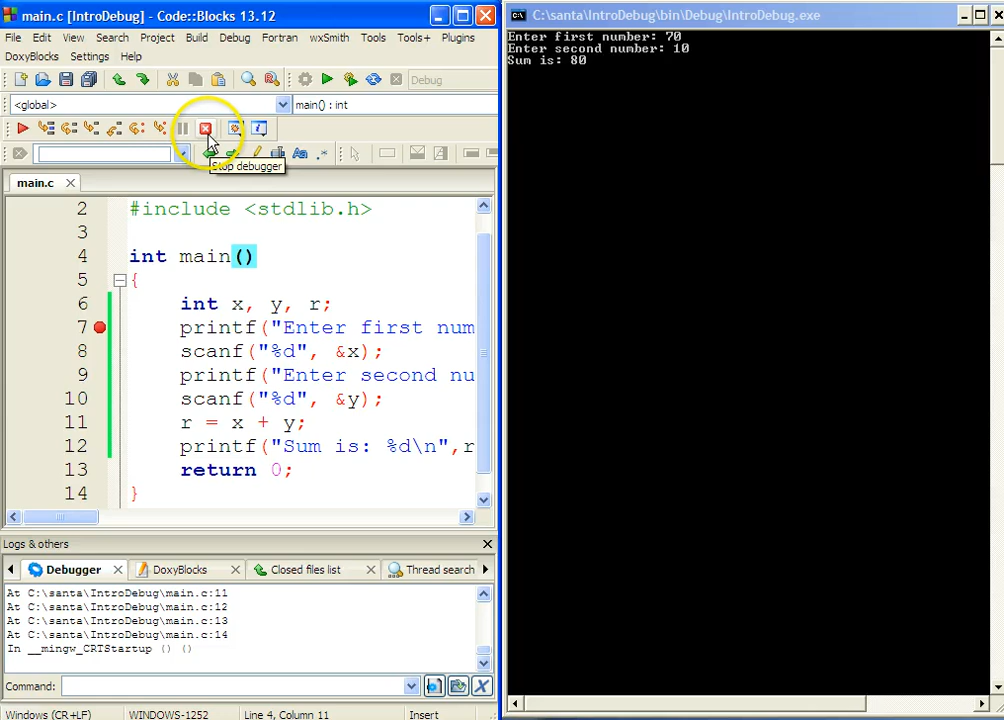 main.c [IntroDebug] - Code::Blocks 13.12
File Edit View Search Project Build Debug Fortran wxSmith Tools Tools+ Plugins
DoxyBlocks Settings Help
Debug
<global> main() : int
Stop debugger
main.c
2 #include <stdlib.h>
3
4 int main()
5 {
6 int x, y, r;
7 printf("Enter first num
8 scanf("%d", &x);
9 printf("Enter second nu
10 scanf("%d", &y);
11 r = x + y;
12 printf("Sum is: %d\n",r
13 return 0;
14 }
Logs & others
Debugger DoxyBlocks Closed files list Thread search
At C:\santa\IntroDebug\main.c:11
At C:\santa\IntroDebug\main.c:12
At C:\santa\IntroDebug\main.c:13
At C:\santa\IntroDebug\main.c:14
In __mingw_CRTStartup () ()
Command:
Windows (CR+LF) WINDOWS-1252 Line 4, Column 11 Insert
C:\santa\IntroDebug\bin\Debug\IntroDebug.exe
Enter first number: 70
Enter second number: 10
Sum is: 80